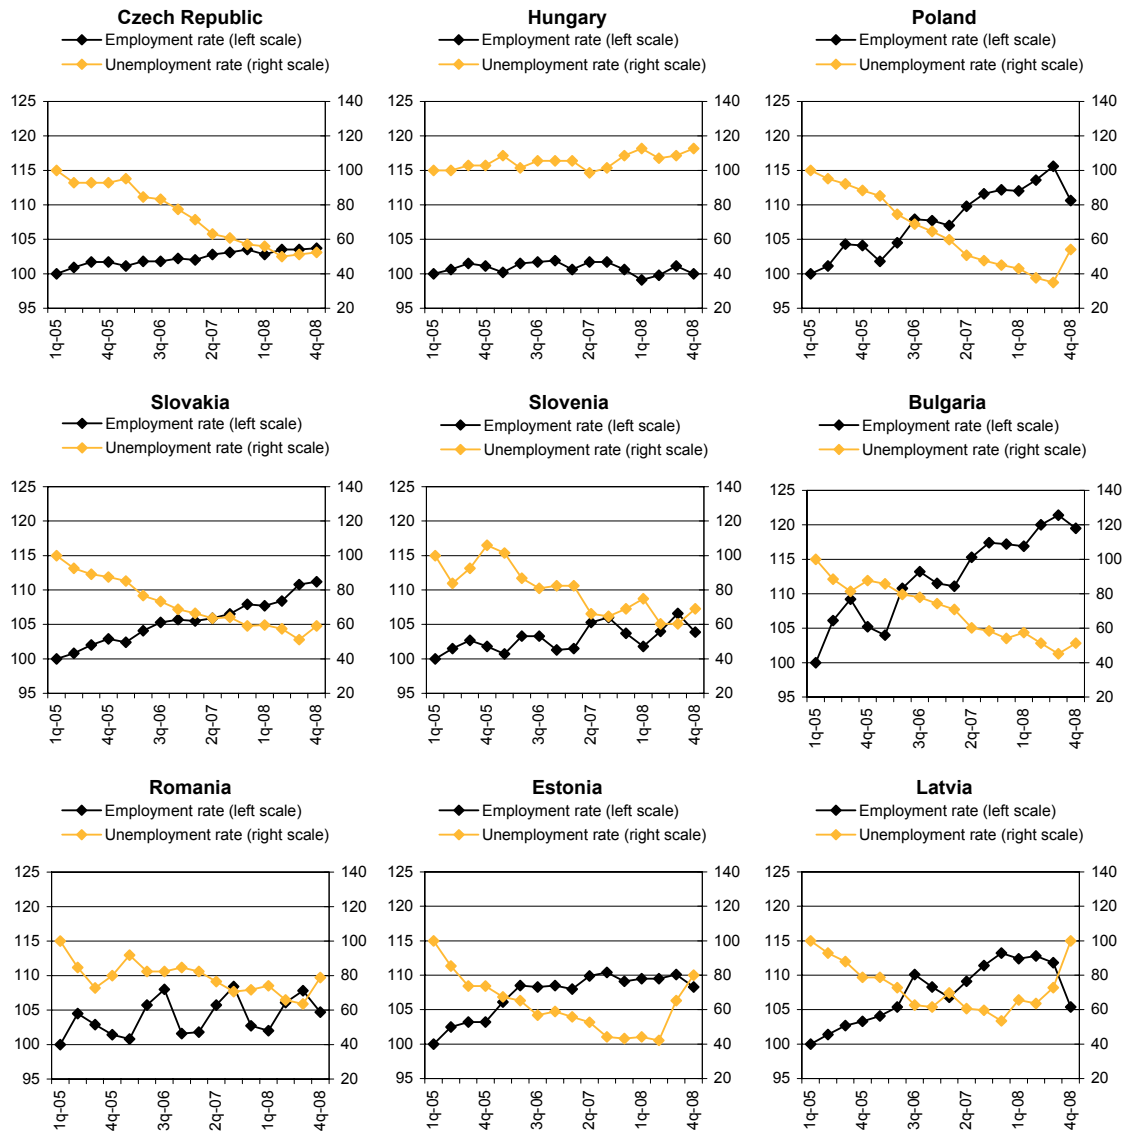 Czech Republic
Employment rate (left scale)
Unemployment rate (right scale)
125
120
115
110
105
100
95
140
120
100
80
60
40
20
1q-05
4q-05
3q-06
2q-07
1q-08
4q-08
Hungary
Employment rate (left scale)
Unemployment rate (right scale)
125
120
115
110
105
100
95
140
120
100
80
60
40
20
1q-05
4q-05
3q-06
2q-07
1q-08
4q-08
Poland
Employment rate (left scale)
Unemployment rate (right scale)
125
120
115
110
105
100
95
140
120
100
80
60
40
20
1q-05
4q-05
3q-06
2q-07
1q-08
4q-08
Slovakia
Employment rate (left scale)
Unemployment rate (right scale)
125
120
115
110
105
100
95
140
120
100
80
60
40
20
1q-05
4q-05
3q-06
2q-07
1q-08
4q-08
Slovenia
Employment rate (left scale)
Unemployment rate (right scale)
125
120
115
110
105
100
95
140
120
100
80
60
40
20
1q-05
4q-05
3q-06
2q-07
1q-08
4q-08
Bulgaria
Employment rate (left scale)
Unemployment rate (right scale)
125
120
115
110
105
100
95
140
120
100
80
60
40
20
1q-05
4q-05
3q-06
2q-07
1q-08
4q-08
Romania
Employment rate (left scale)
Unemployment rate (right scale)
125
120
115
110
105
100
95
140
120
100
80
60
40
20
1q-05
4q-05
3q-06
2q-07
1q-08
4q-08
Estonia
Employment rate (left scale)
Unemployment rate (right scale)
125
120
115
110
105
100
95
140
120
100
80
60
40
20
1q-05
4q-05
3q-06
2q-07
1q-08
4q-08
Latvia
Employment rate (left scale)
Unemployment rate (right scale)
125
120
115
110
105
100
95
140
120
100
80
60
40
20
1q-05
4q-05
3q-06
2q-07
1q-08
4q-08